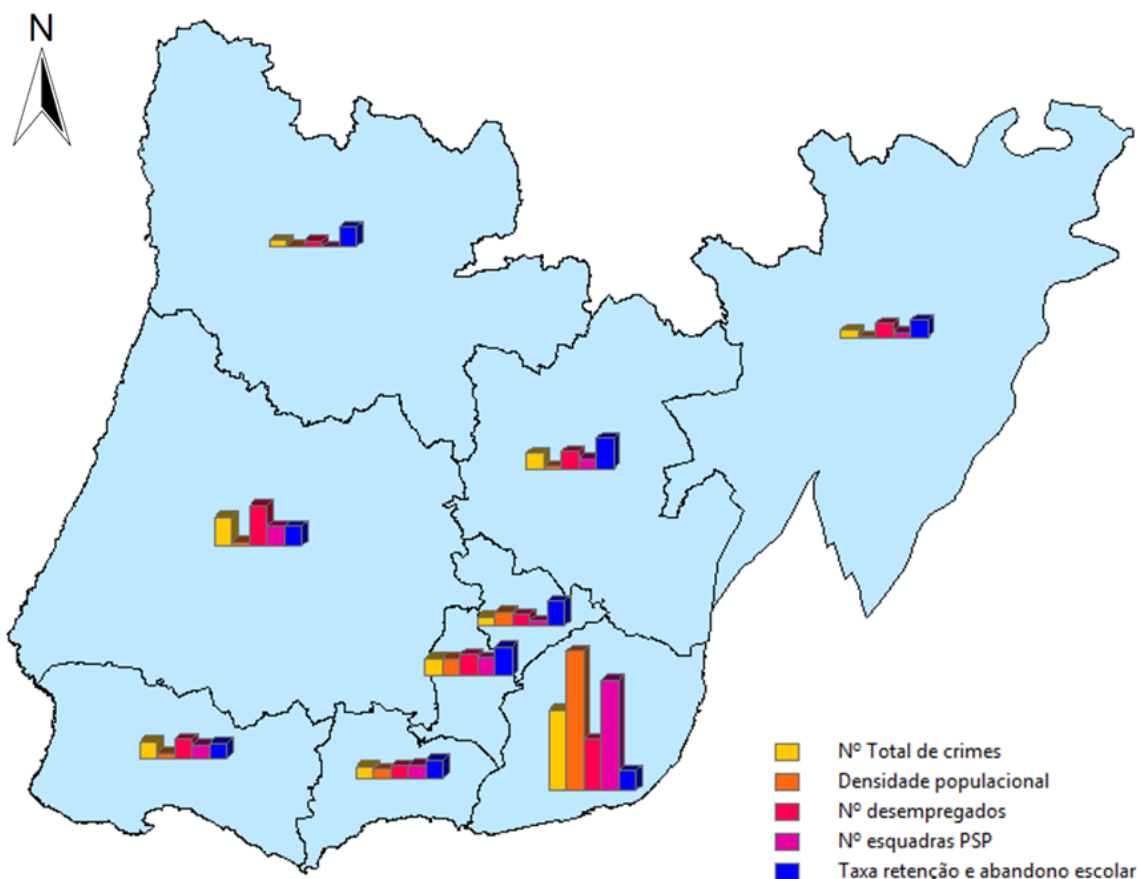 N
Nº Total de crimes
Densidade populacional
Nº desempregados
Nº esquadras PSP
Taxa retenção e abandono escolar